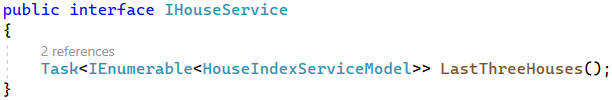 public interface IHouseService
{
2 references
Task<IEnumerable<HouseIndexServiceModel>> LastThreeHouses();
}